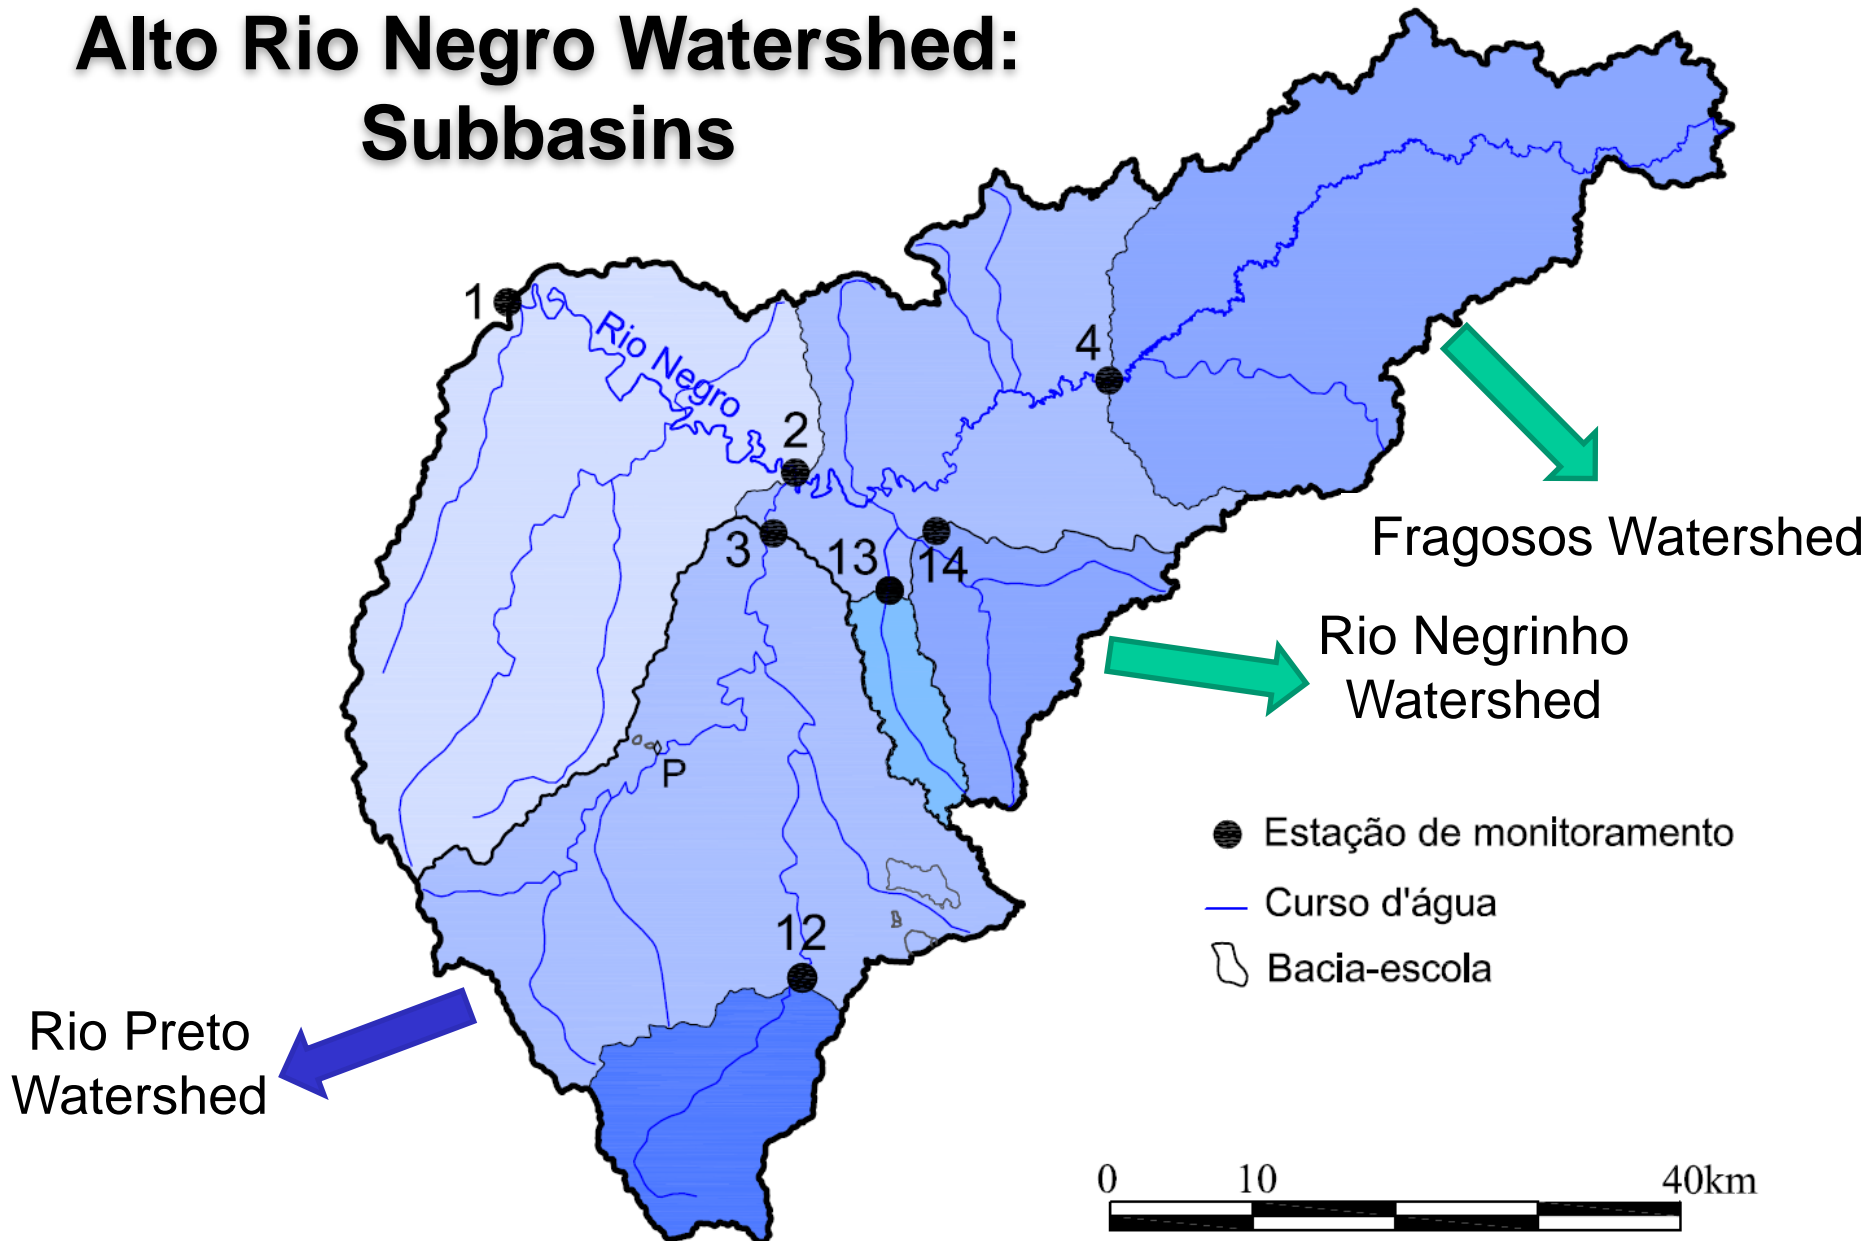 Alto Rio Negro Watershed:
Subbasins
1
Rio Negro
2
4
3
13
14
Fragosos Watershed
Rio Negrinho
Watershed
P
12
Estação de monitoramento
Curso d'água
Bacia-escola
Rio Preto
Watershed
0 10 40km